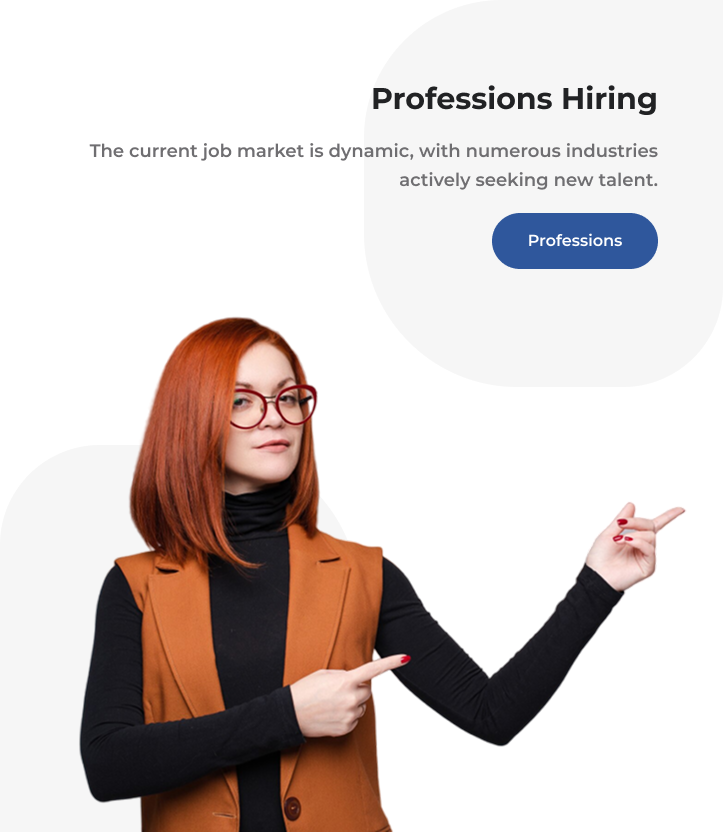 Professions Hiring
The current job market is dynamic, with numerous industries
actively seeking new talent.
Professions